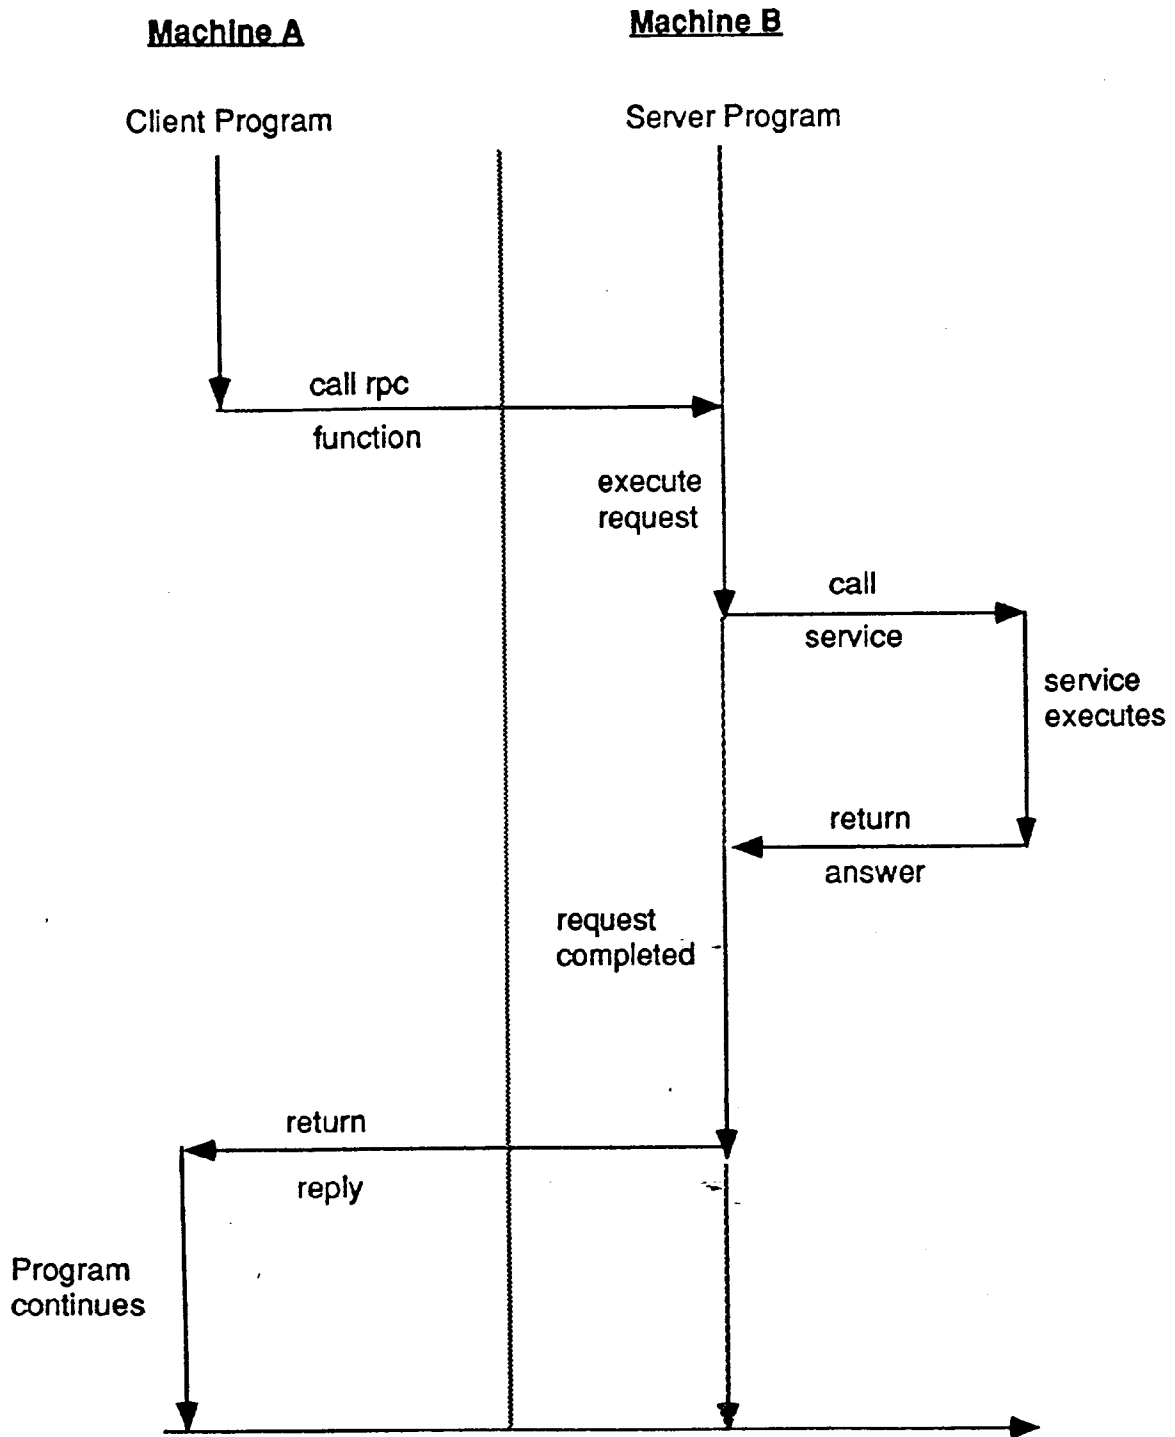 Machine A
Machine B
Client Program
Server Program
call rpc
function
execute
request
call
service
service
executes
return
answer
request
completed
return
reply
Program
continues